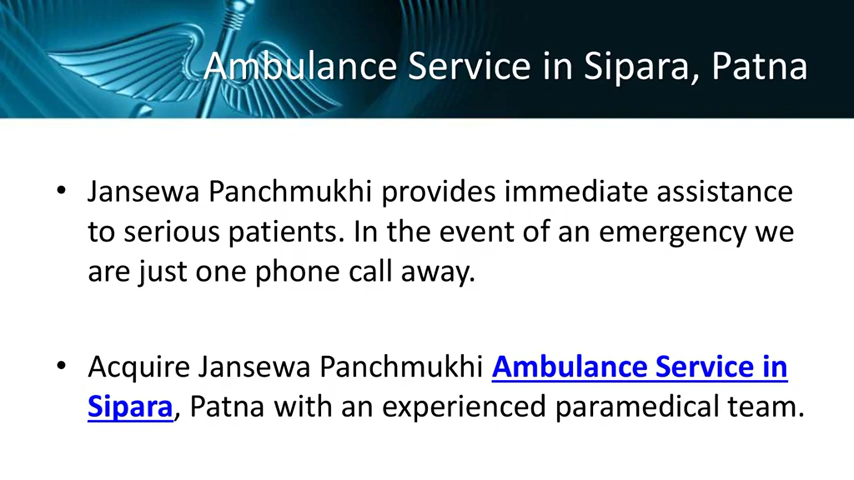 Ambulance Service in Sipara, Patna
• Jansewa Panchmukhi provides immediate assistance
to serious patients. In the event of an emergency we
are just one phone call away.
• Acquire Jansewa Panchmukhi Ambulance Service in
Sipara, Patna with an experienced paramedical team.